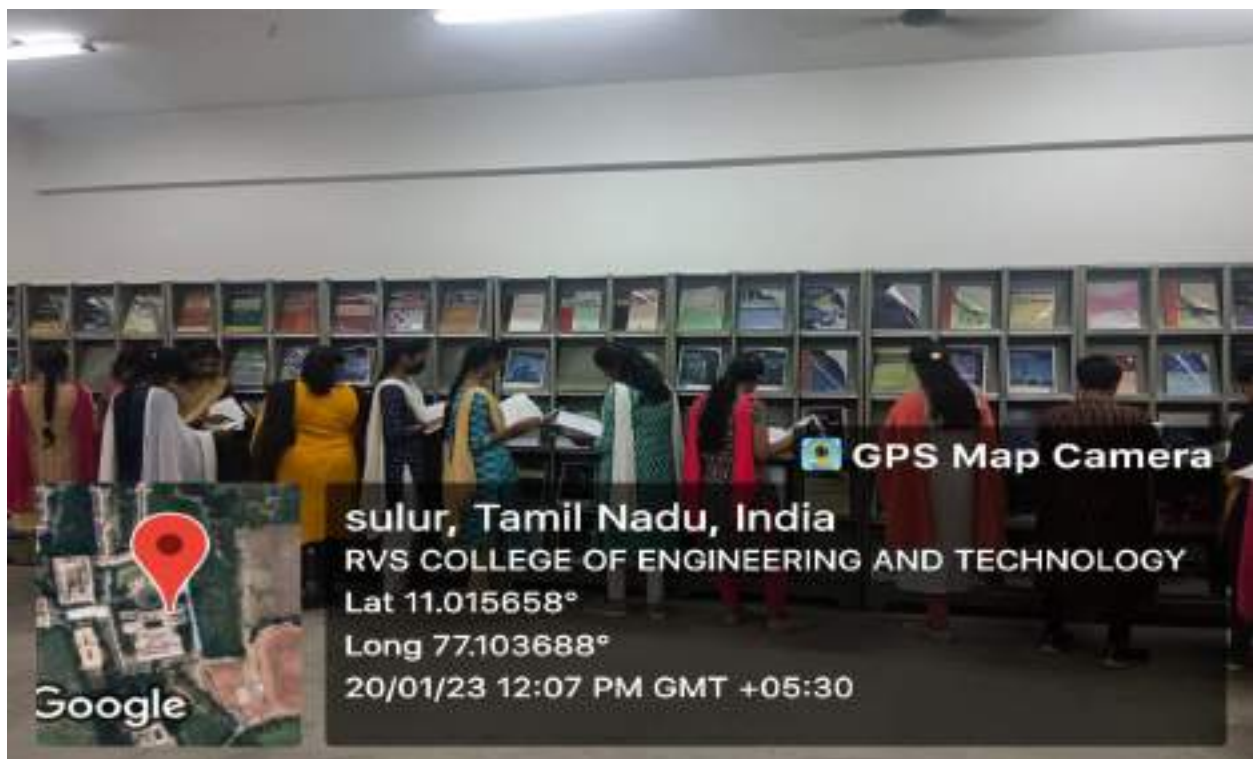 GPS Map Camera
sulur, Tamil Nadu, India
RVS COLLEGE OF ENGINEERING AND TECHNOLOGY
Lat 11.015658°
Long 77.103688°
20/01/23 12:07 PM GMT +05:30
Google